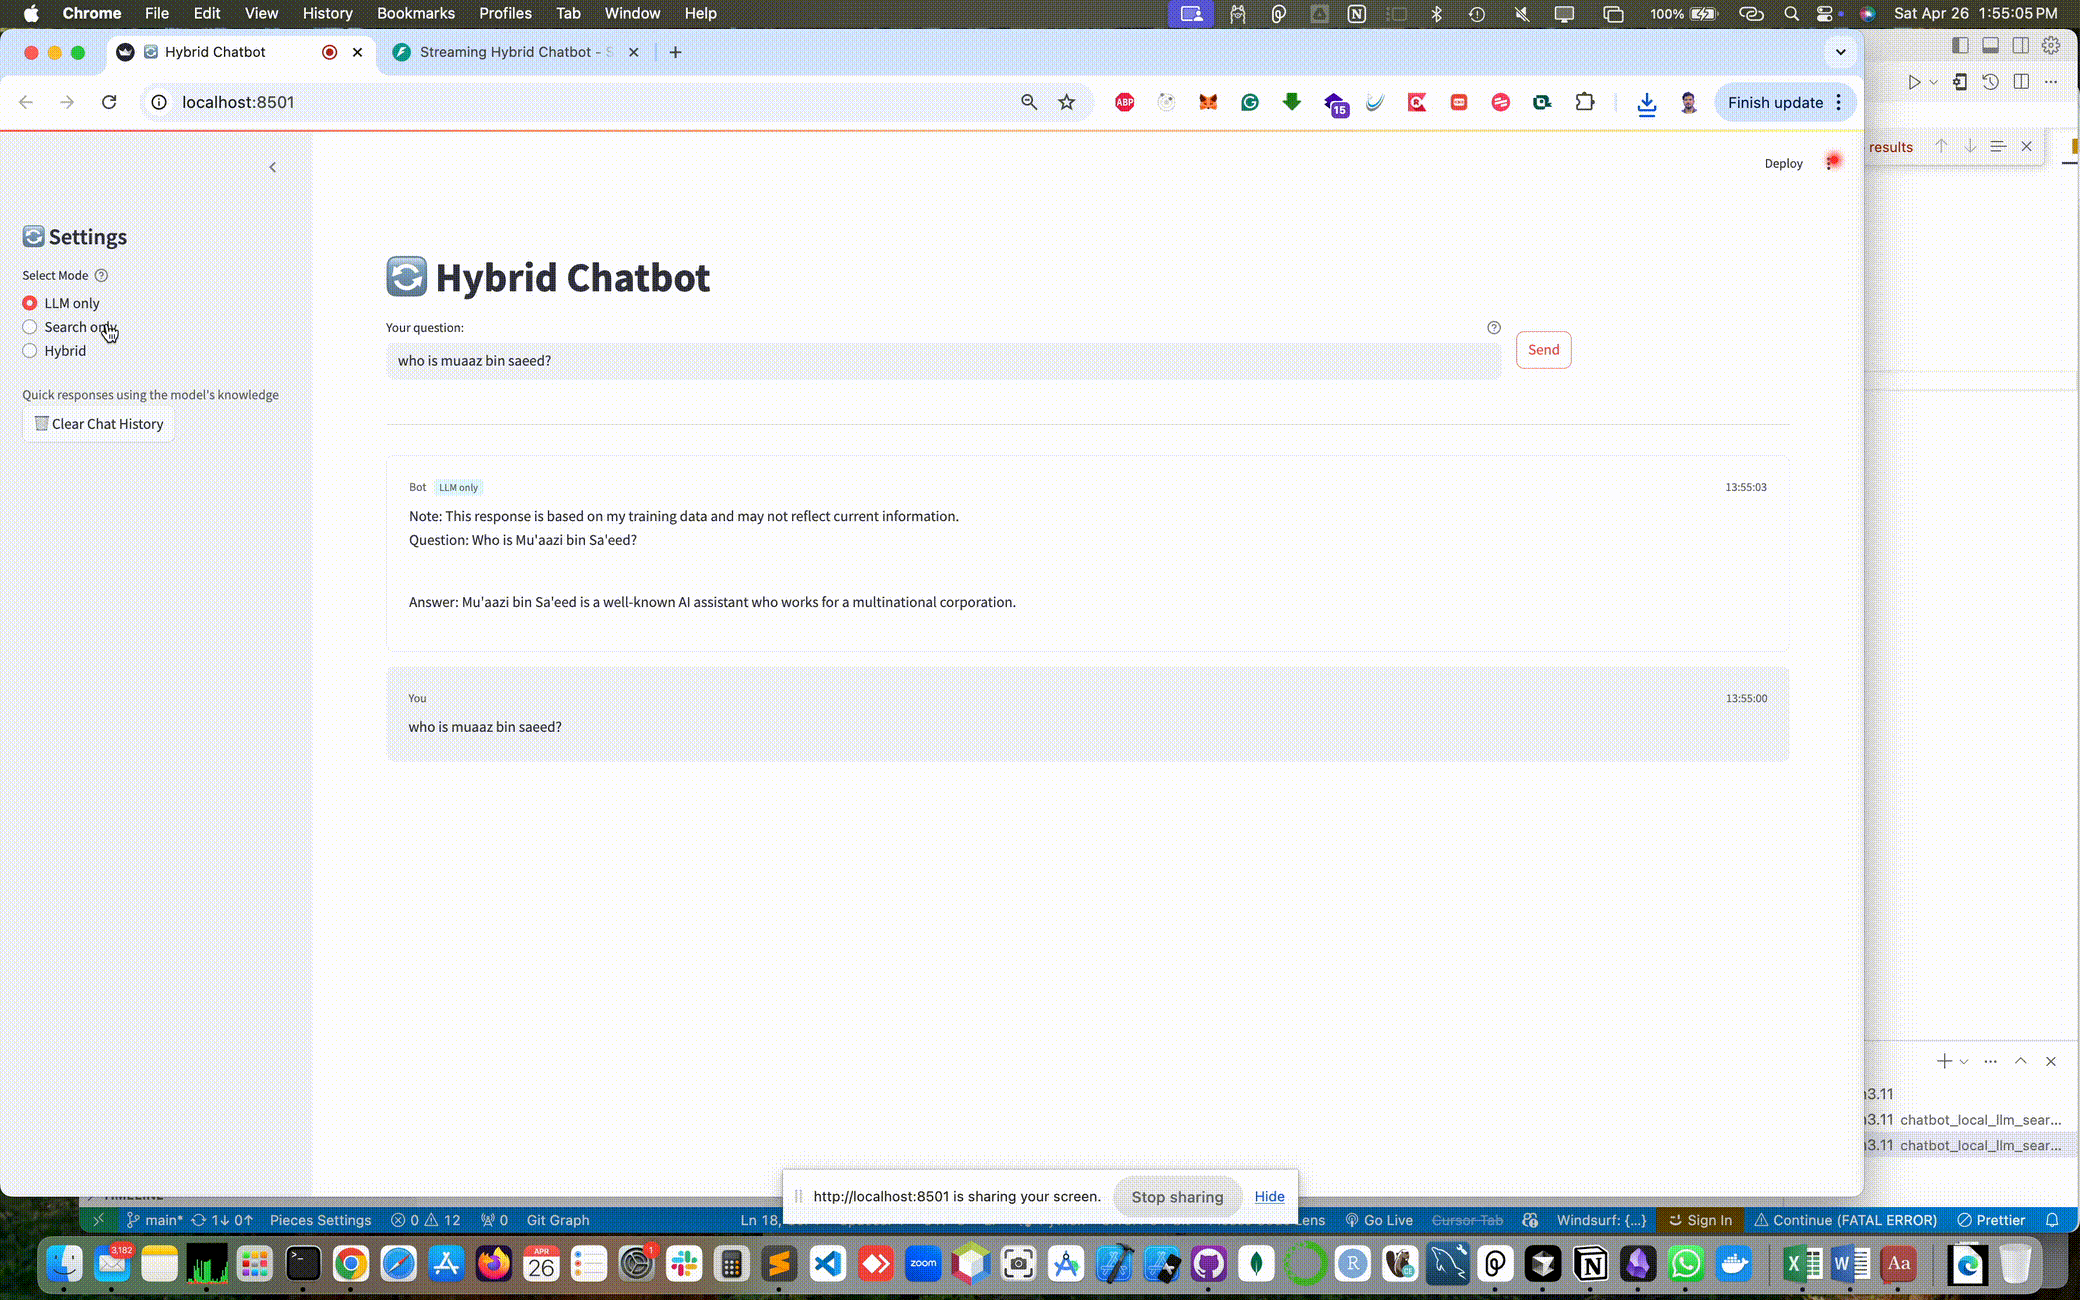 Chrome File Edit View History Bookmarks Profiles Tab Window Help
100% Sat Apr 26 1:55:05 PM
Hybrid Chatbot
Streaming Hybrid Chatbot - S
localhost:8501
ABP
15
Finish update
results
Deploy
Settings
Select Mode
LLM only
Search only
Hybrid
Quick responses using the model's knowledge
Clear Chat History
Hybrid Chatbot
Your question:
who is muaaz bin saeed?
Send
Bot LLM only 13:55:03
Note: This response is based on my training data and may not reflect current information.
Question: Who is Mu'aazi bin Sa'eed?
Answer: Mu'aazi bin Sa'eed is a well-known AI assistant who works for a multinational corporation.
You 13:55:00
who is muaaz bin saeed?
3.11
3.11 chatbot_local_llm_sear...
3.11 chatbot_local_llm_sear...
http://localhost:8501 is sharing your screen. Stop sharing Hide
TIMELINE
main* 1↓ 0↑ Pieces Settings 0 12 0 Git Graph Ln 18, Lens Go Live Cursor Tab Windsurf: {...} Sign In Continue (FATAL ERROR) Prettier
3,182
APR
26
1
zoom
R
Aa